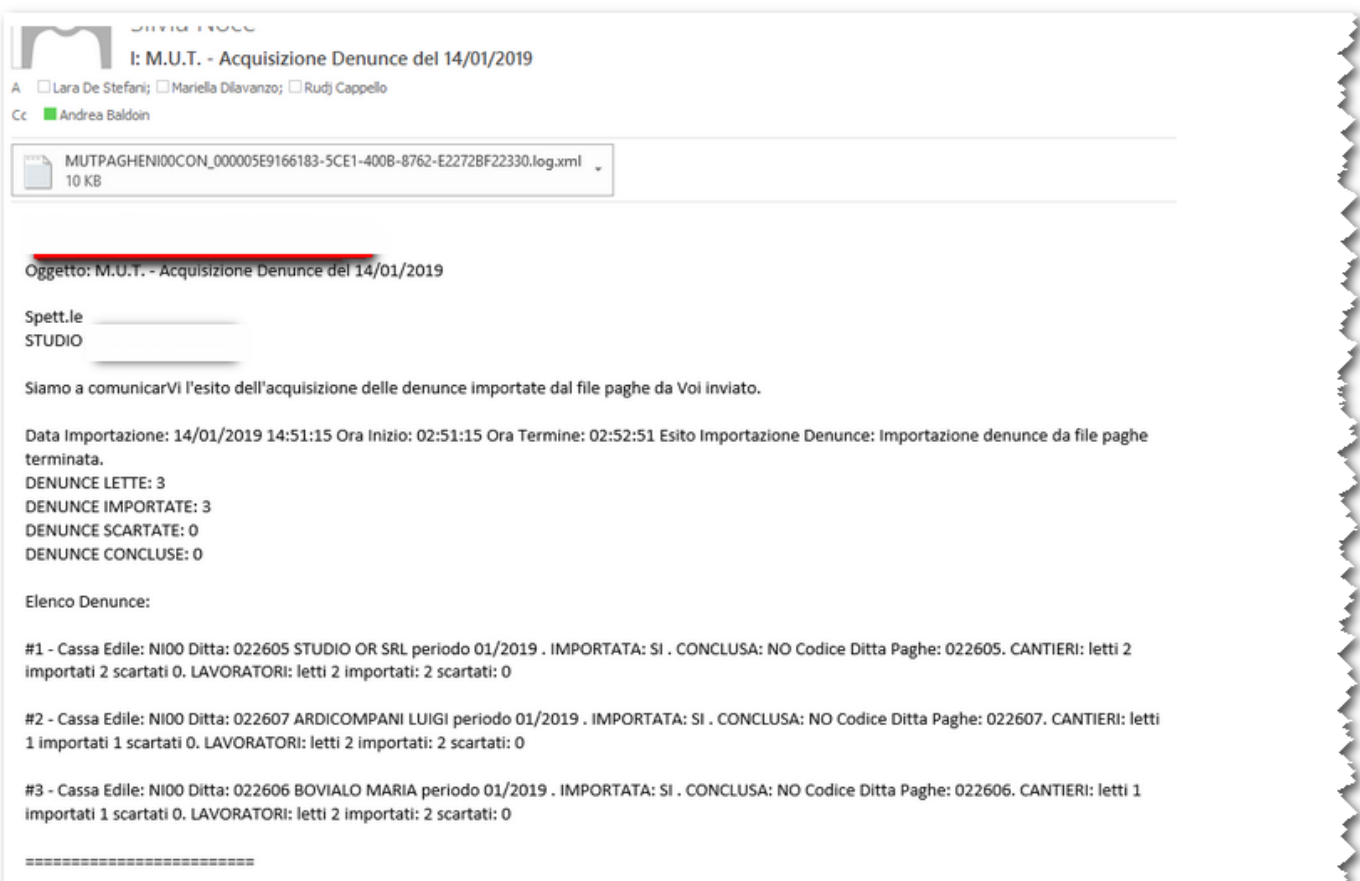 I: M.U.T. - Acquisizione Denunce del 14/01/2019
A Lara De Stefani; Mariella Dilavanzo; Rudj Cappello
Cc Andrea Baldoin
MUTPAGHENI00CON_000005E9166183-5CE1-400B-8762-E2272BF22330.log.xml
10 KB
Oggetto: M.U.T. - Acquisizione Denunce del 14/01/2019
Spett.le
STUDIO
Siamo a comunicarVi l'esito dell'acquisizione delle denunce importate dal file paghe da Voi inviato.
Data Importazione: 14/01/2019 14:51:15 Ora Inizio: 02:51:15 Ora Termine: 02:52:51 Esito Importazione Denunce: Importazione denunce da file paghe
terminata.
DENUNCE LETTE: 3
DENUNCE IMPORTATE: 3
DENUNCE SCARTATE: 0
DENUNCE CONCLUSE: 0
Elenco Denunce:
#1 - Cassa Edile: NI00 Ditta: 022605 STUDIO OR SRL periodo 01/2019 . IMPORTATA: SI . CONCLUSA: NO Codice Ditta Paghe: 022605. CANTIERI: letti 2
importati 2 scartati 0. LAVORATORI: letti 2 importati: 2 scartati: 0
#2 - Cassa Edile: NI00 Ditta: 022607 ARDICOMPANI LUIGI periodo 01/2019 . IMPORTATA: SI . CONCLUSA: NO Codice Ditta Paghe: 022607. CANTIERI: letti
1 importati 1 scartati 0. LAVORATORI: letti 2 importati: 2 scartati: 0
#3 - Cassa Edile: NI00 Ditta: 022606 BOVIALO MARIA periodo 01/2019 . IMPORTATA: SI . CONCLUSA: NO Codice Ditta Paghe: 022606. CANTIERI: letti 1
importati 1 scartati 0. LAVORATORI: letti 2 importati: 2 scartati: 0
=========================